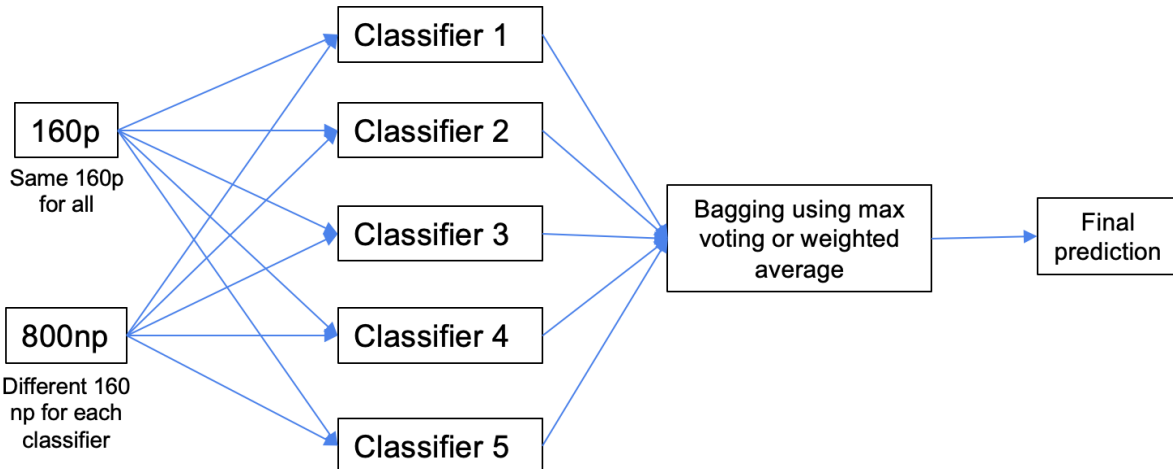 Classifier 1
160p
Same 160p
for all
Classifier 2
Classifier 3
800np
Different 160
np for each
classifier
Classifier 4
Classifier 5
Bagging using max
voting or weighted
average
Final
prediction